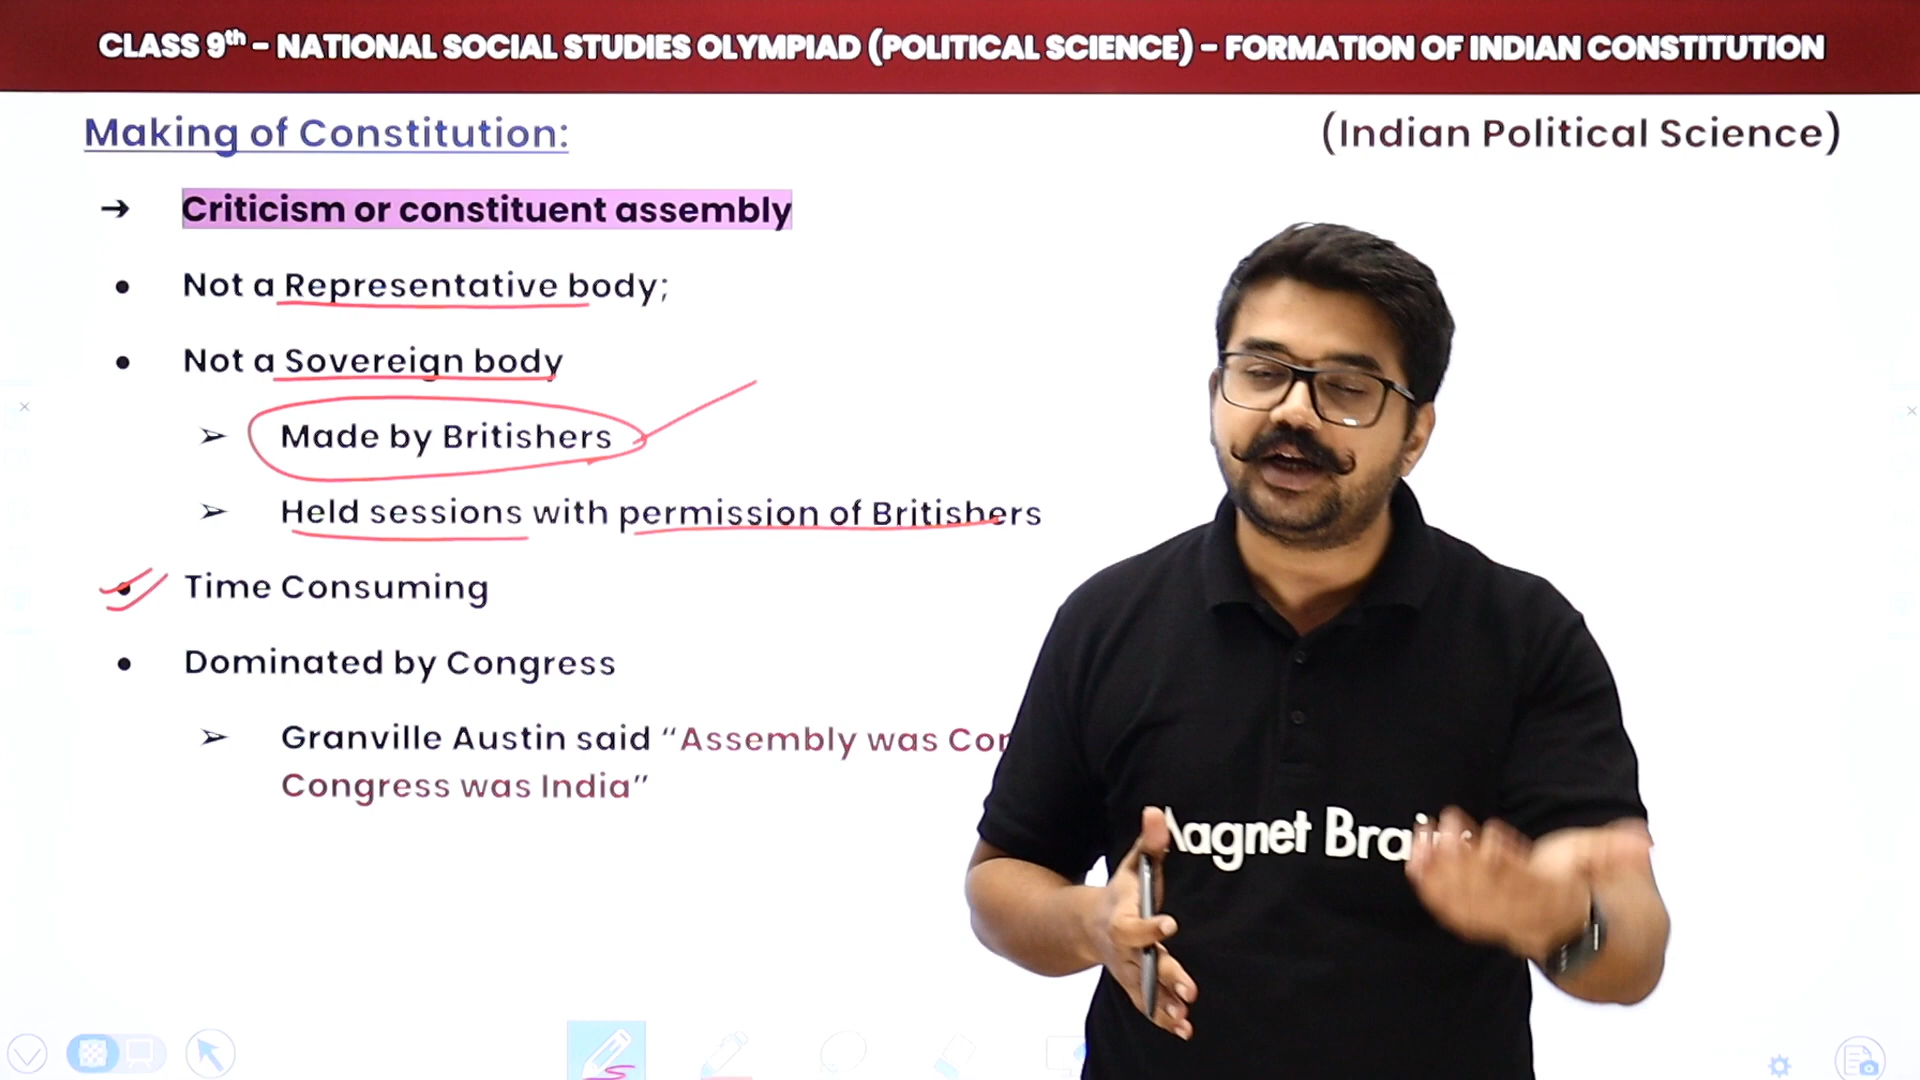 CLASS 9th - NATIONAL SOCIAL STUDIES OLYMPIAD (POLITICAL SCIENCE) - FORMATION OF INDIAN CONSTITUTION
Making of Constitution:
(Indian Political Science)
➔ Criticism or constituent assembly
• Not a Representative body;
• Not a Sovereign body
➢ Made by Britishers
➢ Held sessions with permission of Britishers
• Time Consuming
• Dominated by Congress
➢ Granville Austin said “Assembly was
Congress was India”